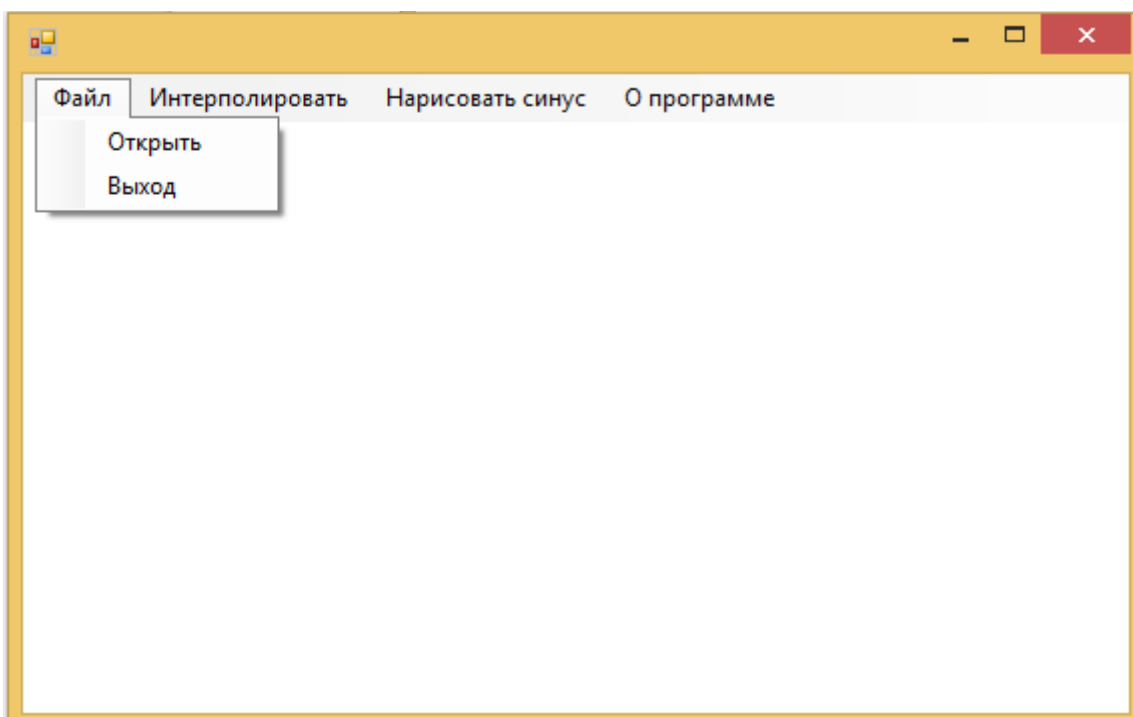 Файл Интерполировать Нарисовать синус О программе
Открыть
Выход